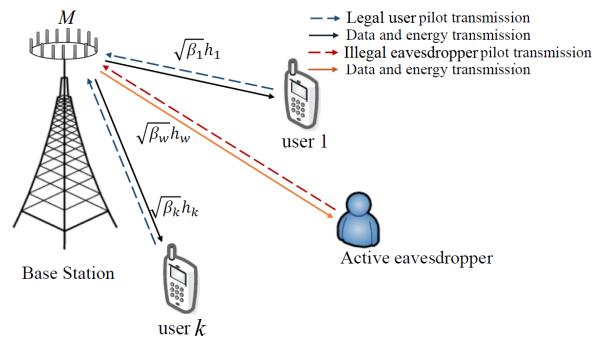 M
Legal user pilot transmission
Data and energy transmission
Illegal eavesdropper pilot transmission
Data and energy transmission
√β₁h₁
user 1
√β_w h_w
√β_k h_k
Active eavesdropper
Base Station
user k